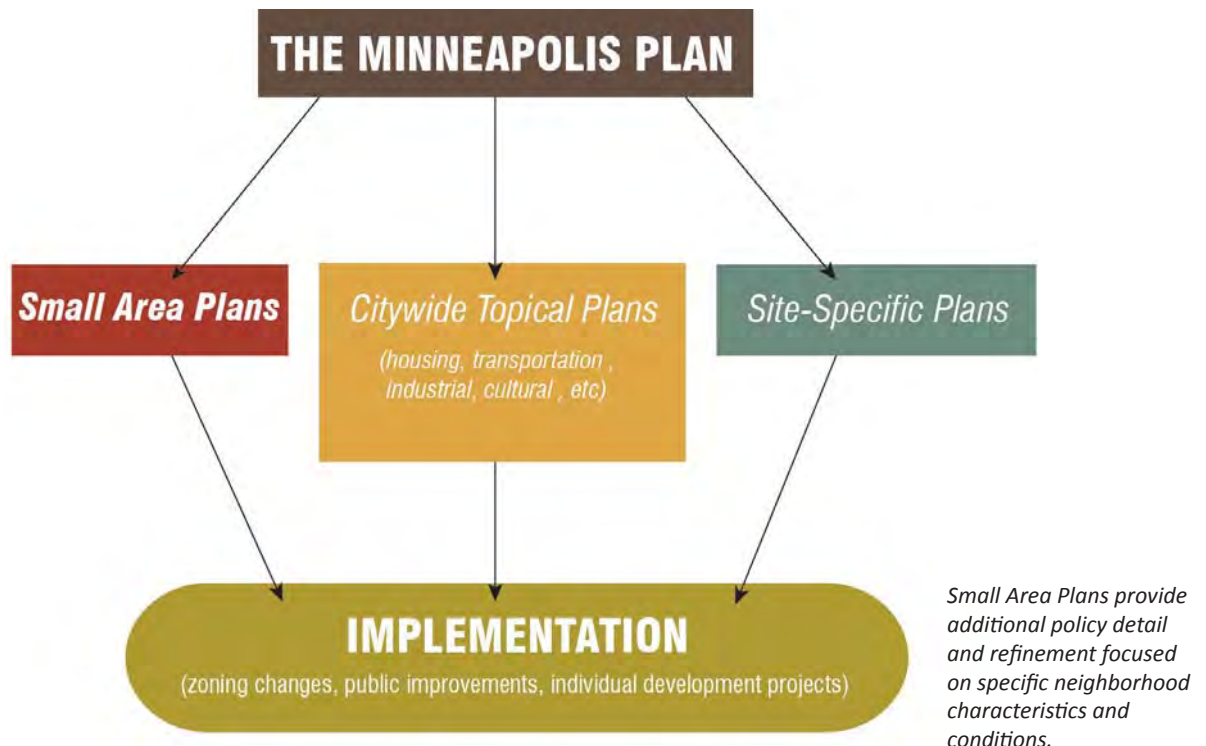 THE MINNEAPOLIS PLAN
Small Area Plans
Citywide Topical Plans
(housing, transportation ,
industrial, cultural , etc)
Site-Specific Plans
IMPLEMENTATION
(zoning changes, public improvements, individual development projects)
Small Area Plans provide
additional policy detail
and refinement focused
on specific neighborhood
characteristics and
conditions.